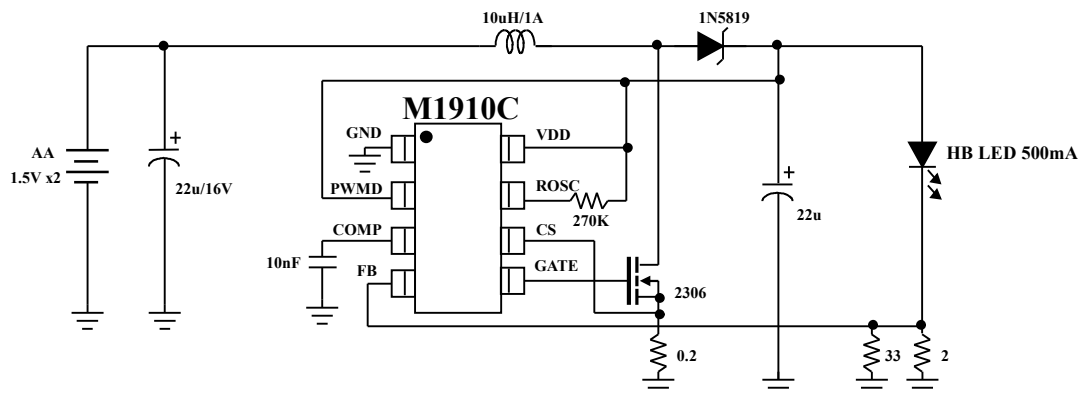 10uH/1A
1N5819
M1910C
GND
VDD
AA
1.5V x2
+
22u/16V
HB LED 500mA
PWMD
ROSC
270K
+
22u
COMP
CS
10nF
FB
GATE
2306
0.2
33
2